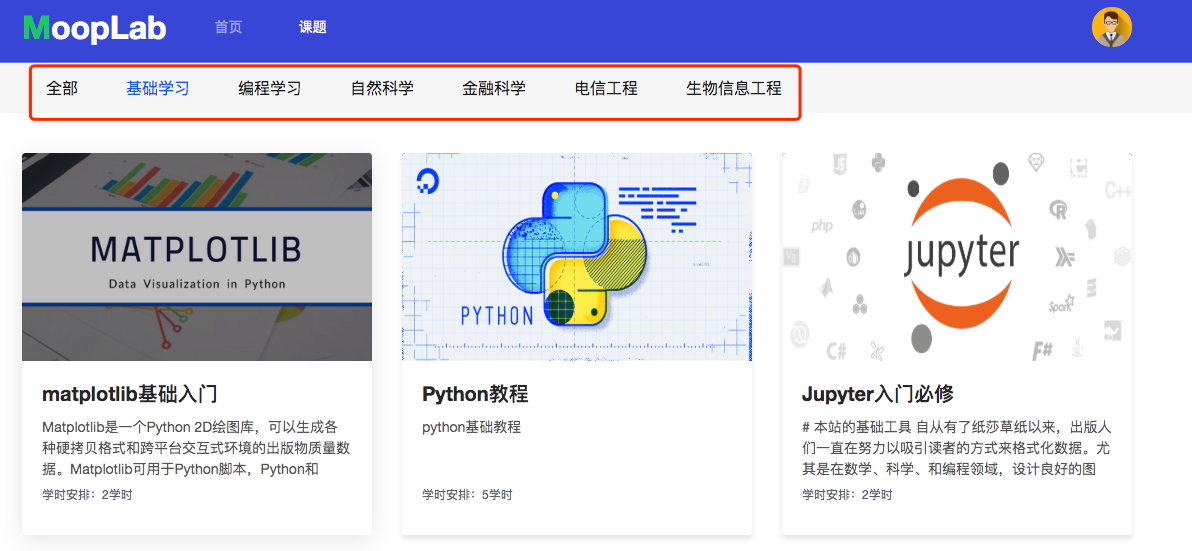 MoopLab 首页 课题
全部 基础学习 编程学习 自然科学 金融科学 电信工程 生物信息工程
MATPLOTLIB
Data Visualization in Python
PYTHON
php
C++
R
jupyter
Spark
C#
F#
matplotlib基础入门
Matplotlib是一个Python 2D绘图库，可以生成各
种硬拷贝格式和跨平台交互式环境的出版物质量数
据。Matplotlib可用于Python脚本，Python和
学时安排：2学时
Python教程
python基础教程
学时安排：5学时
Jupyter入门必修
# 本站的基础工具 自从有了纸莎草纸以来，出版人
们一直在努力以吸引读者的方式来格式化数据。尤
其是在数学、科学、和编程领域，设计良好的图
学时安排：2学时